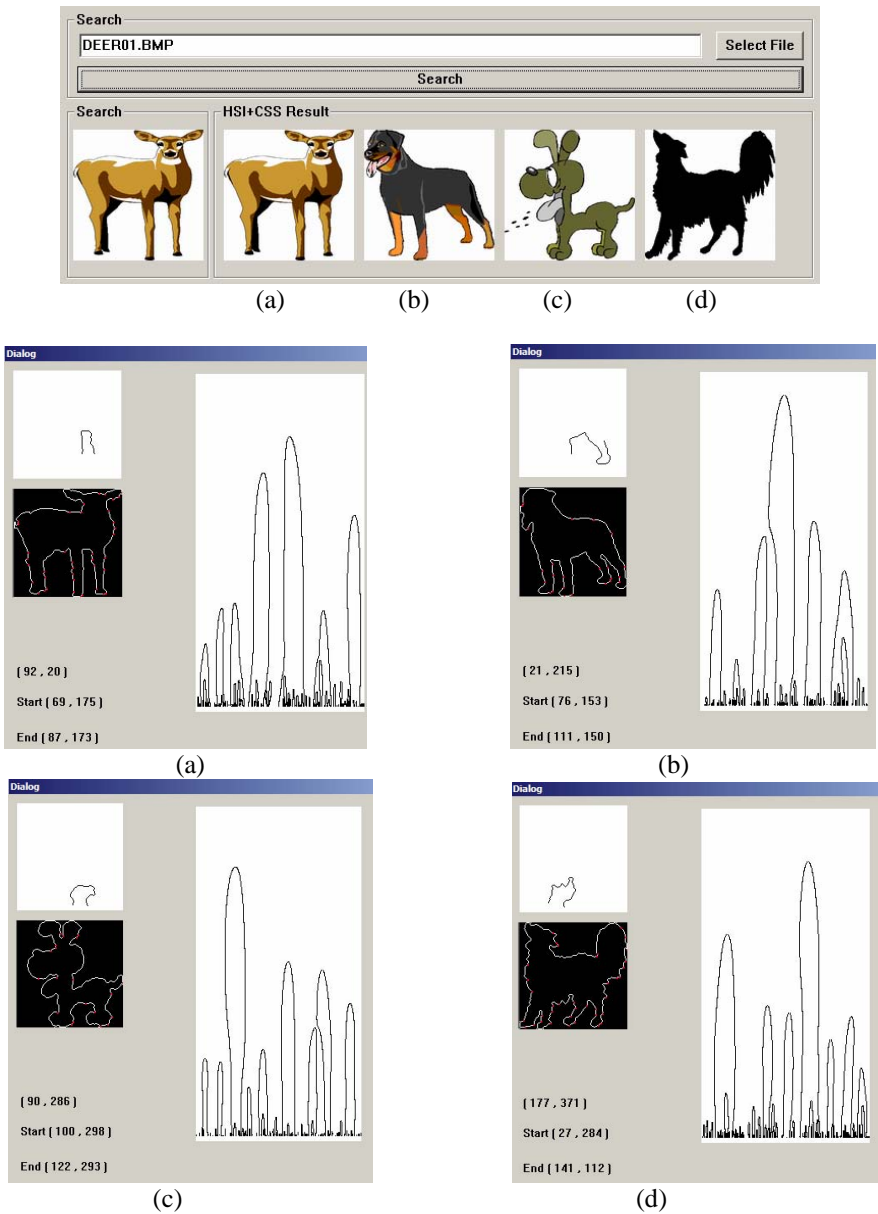 Search
DEER01.BMP Select File
Search
Search HSI+CSS Result
(a) (b) (c) (d)
Dialog
( 92 , 20 )
Start ( 69 , 175 )
End ( 87 , 173 )
(a)
Dialog
( 21 , 215 )
Start ( 76 , 153 )
End ( 111 , 150 )
(b)
Dialog
( 90 , 286 )
Start ( 100 , 298 )
End ( 122 , 293 )
(c)
Dialog
( 177 , 371 )
Start ( 27 , 284 )
End ( 141 , 112 )
(d)